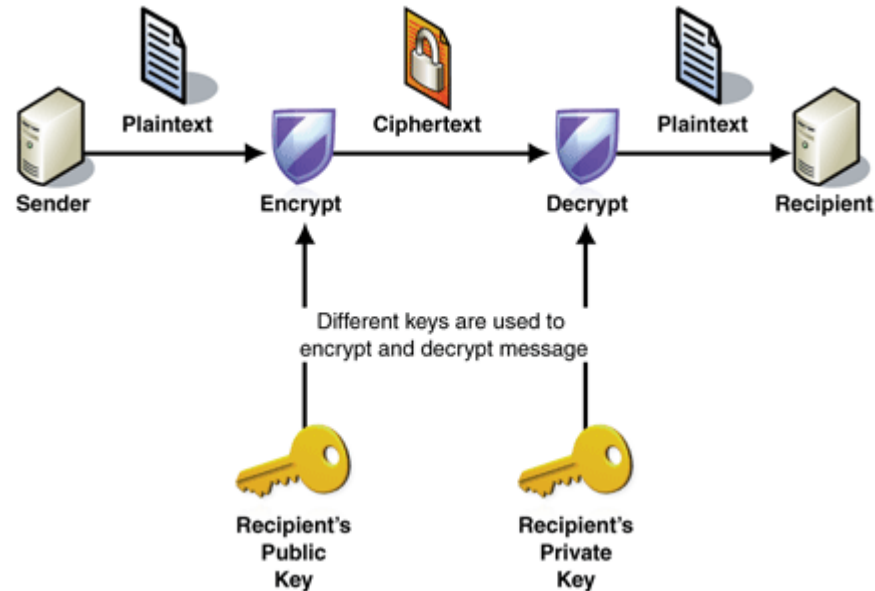 Plaintext
Ciphertext
Plaintext
Sender
Encrypt
Decrypt
Recipient
Different keys are used to
encrypt and decrypt message
Recipient's
Public
Key
Recipient's
Private
Key